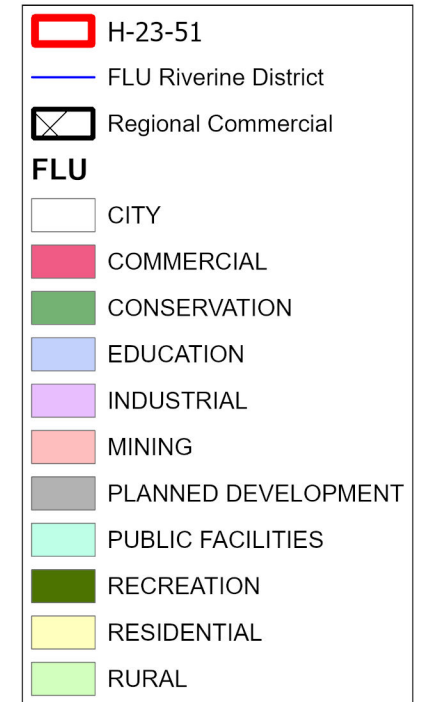 H-23-51
FLU Riverine District
Regional Commercial
FLU
CITY
COMMERCIAL
CONSERVATION
EDUCATION
INDUSTRIAL
MINING
PLANNED DEVELOPMENT
PUBLIC FACILITIES
RECREATION
RESIDENTIAL
RURAL